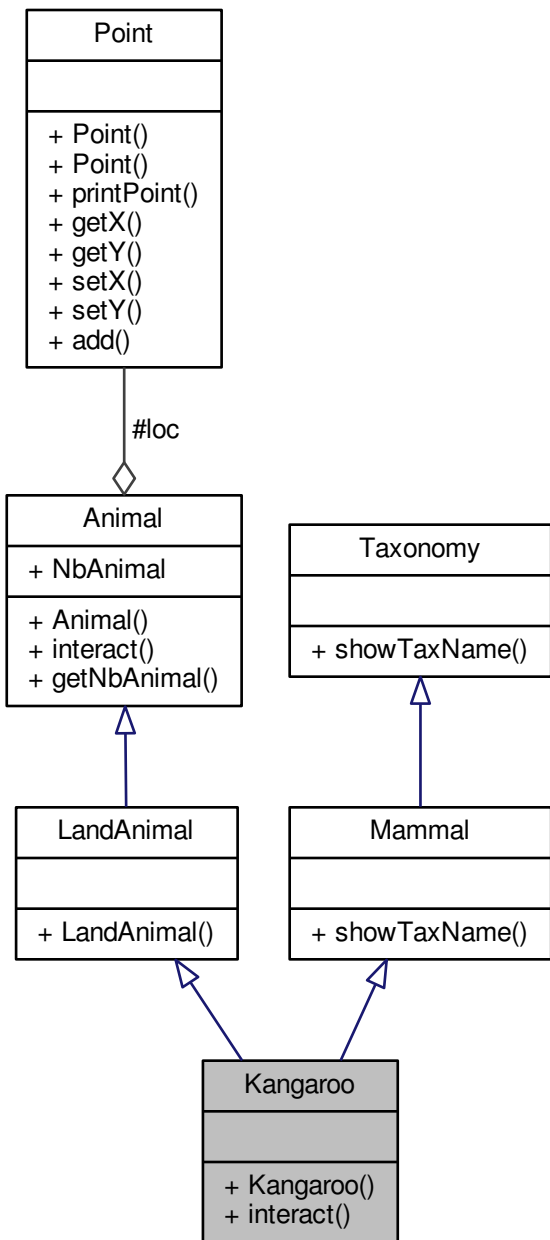 Point
+ Point()
+ Point()
+ printPoint()
+ getX()
+ getY()
+ setX()
+ setY()
+ add()
#loc
Animal
+ NbAnimal
+ Animal()
+ interact()
+ getNbAnimal()
Taxonomy
+ showTaxName()
LandAnimal
+ LandAnimal()
Mammal
+ showTaxName()
Kangaroo
+ Kangaroo()
+ interact()